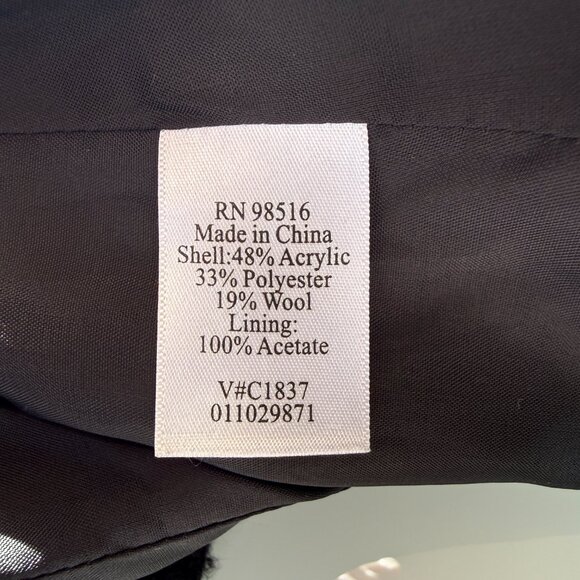 RN 98516
Made in China
Shell:48% Acrylic
33% Polyester
19% Wool
Lining:
100% Acetate
V#C1837
011029871